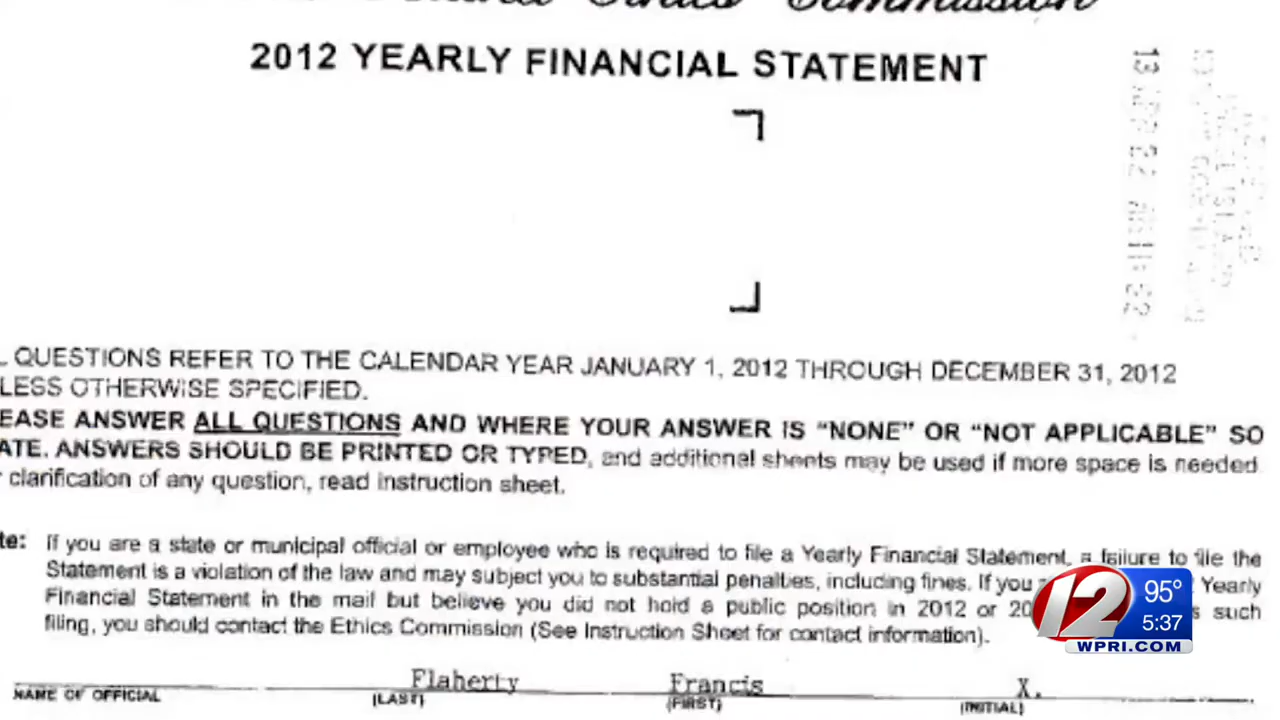 Ethics Commission
2012 YEARLY FINANCIAL STATEMENT
QUESTIONS REFER TO THE CALENDAR YEAR JANUARY 1, 2012 THROUGH DECEMBER 31, 2012
LESS OTHERWISE SPECIFIED.
EASE ANSWER ALL QUESTIONS AND WHERE YOUR ANSWER IS “NONE” OR “NOT APPLICABLE” SO
ATE. ANSWERS SHOULD BE PRINTED OR TYPED, and additional sheets may be used if more space is needed
clarification of any question, read instruction sheet.
te: If you are a state or municipal official or employee who is required to file a Yearly Financial Statement, a failure to file the
Statement is a violation of the law and may subject you to substantial penalties, including fines. If you Yearly
Financial Statement in the mail but believe you did not hold a public position in 2012 or 20 s such
filing, you should contact the Ethics Commission (See Instruction Sheet for contact information).
12 95° 5:37
WPRI.COM
Flaherty Francis X.
NAME OF OFFICIAL (LAST) (FIRST) (INITIAL)